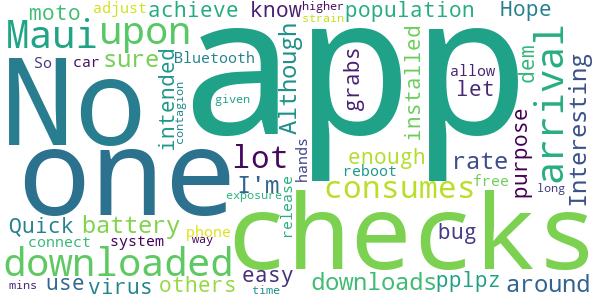 moto
adjust
achieve
higher
strain
know
population
Hope
Maui
upon
sure
So
car
Bluetooth
intended
contagion
given
Although
app
grabs
allow
let
installed
dem
arrival
Interesting
No
one
lot
I'm
hands
enough
reboot
consumes
rate
free
purpose
long
exposure
release
Quick
battery
phone
connect
system
way
checks
bug
downloaded
easy
downloads
pplpz
around
mins
use
virus
others
time